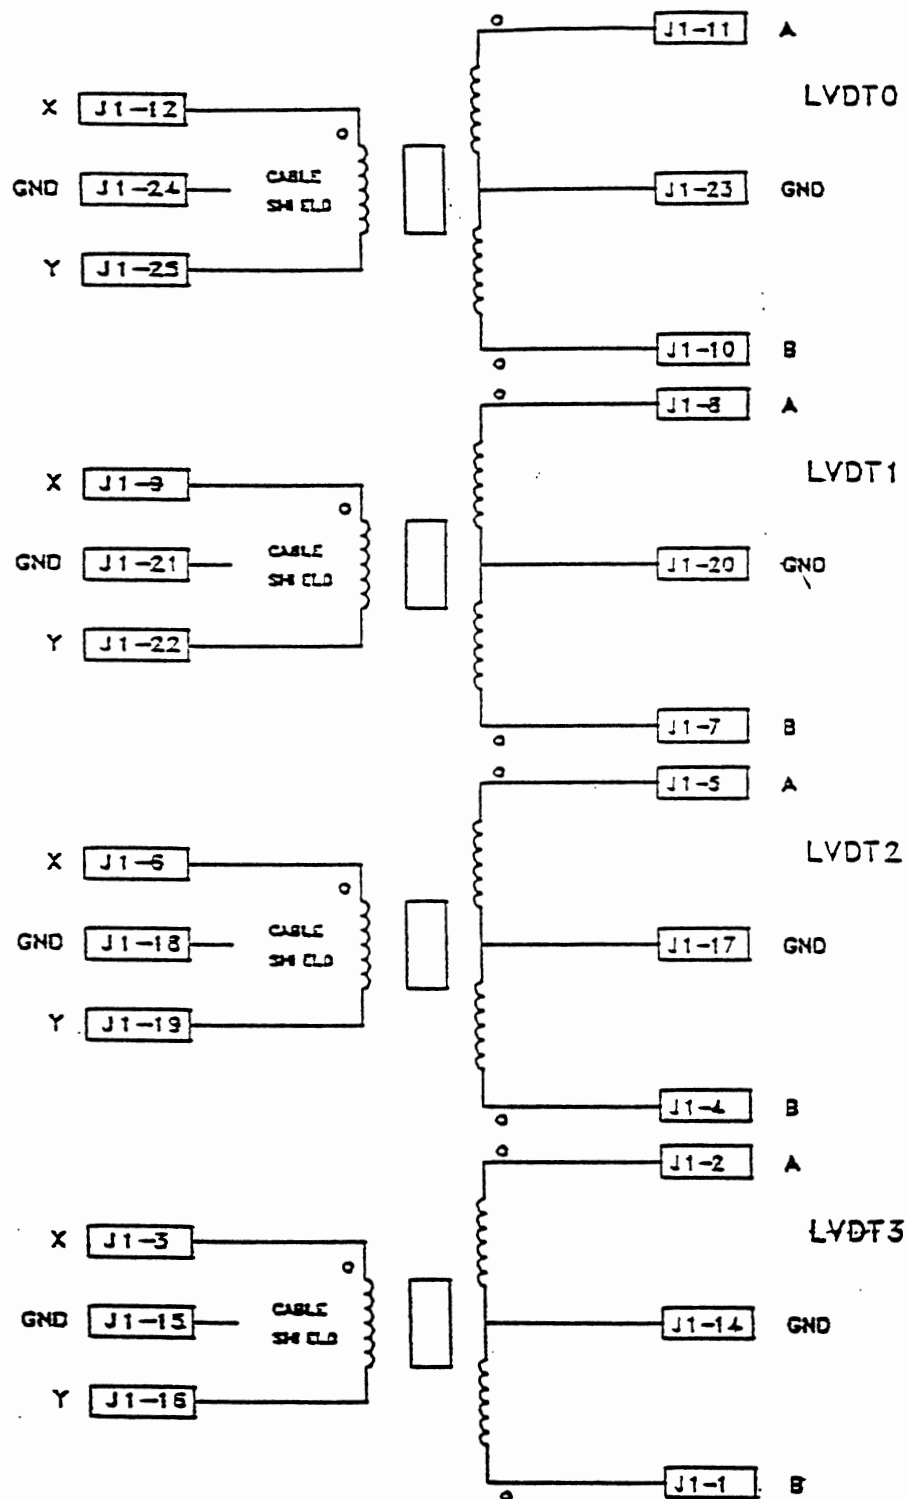 J1-11 A
LVDT0
X J1-12
GND J1-24 CABLE SHIELD
J1-23 GND
Y J1-25
J1-10 B
J1-8 A
LVDT1
X J1-9
GND J1-21 CABLE SHIELD
J1-20 GND
Y J1-22
J1-7 B
J1-5 A
LVDT2
X J1-6
GND J1-18 CABLE SHIELD
J1-17 GND
Y J1-19
J1-4 B
J1-2 A
LVDT3
X J1-3
GND J1-15 CABLE SHIELD
J1-14 GND
Y J1-16
J1-1 B